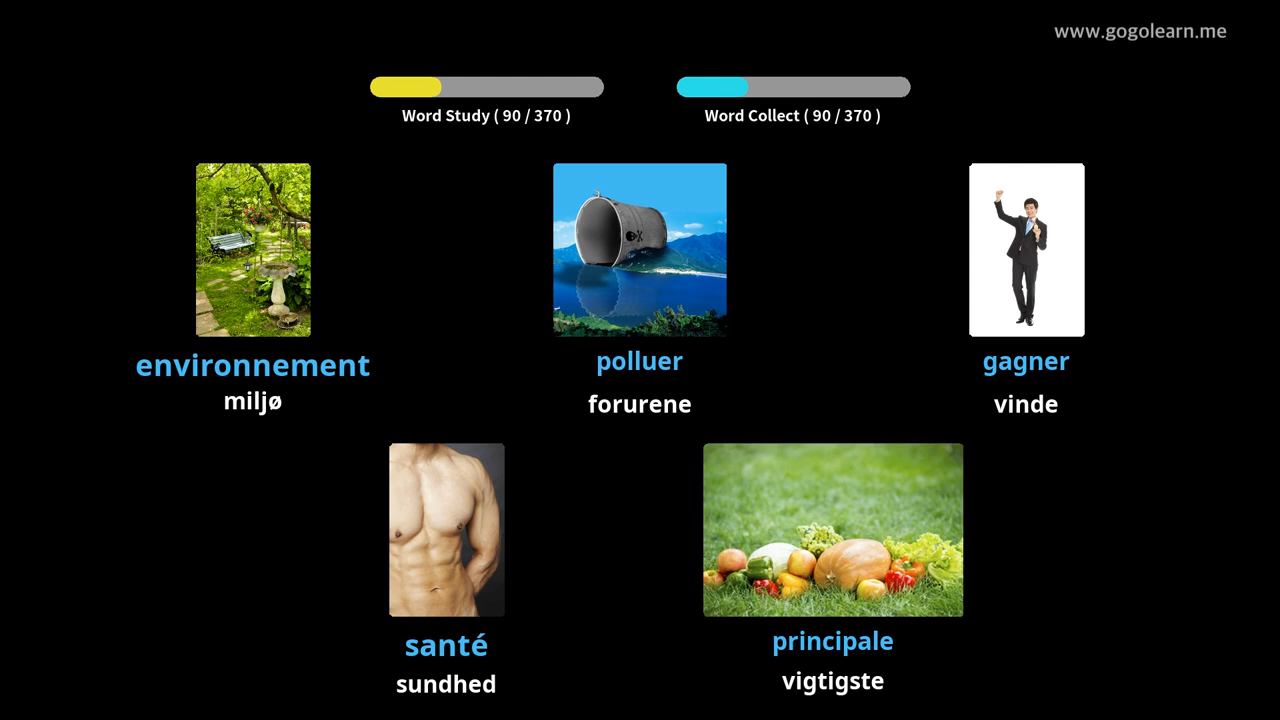 www.gogolearn.me
Word Study ( 90 / 370 )
Word Collect ( 90 / 370 )
environnement
miljø
polluer
forurene
gagner
vinde
santé
sundhed
principale
vigtigste